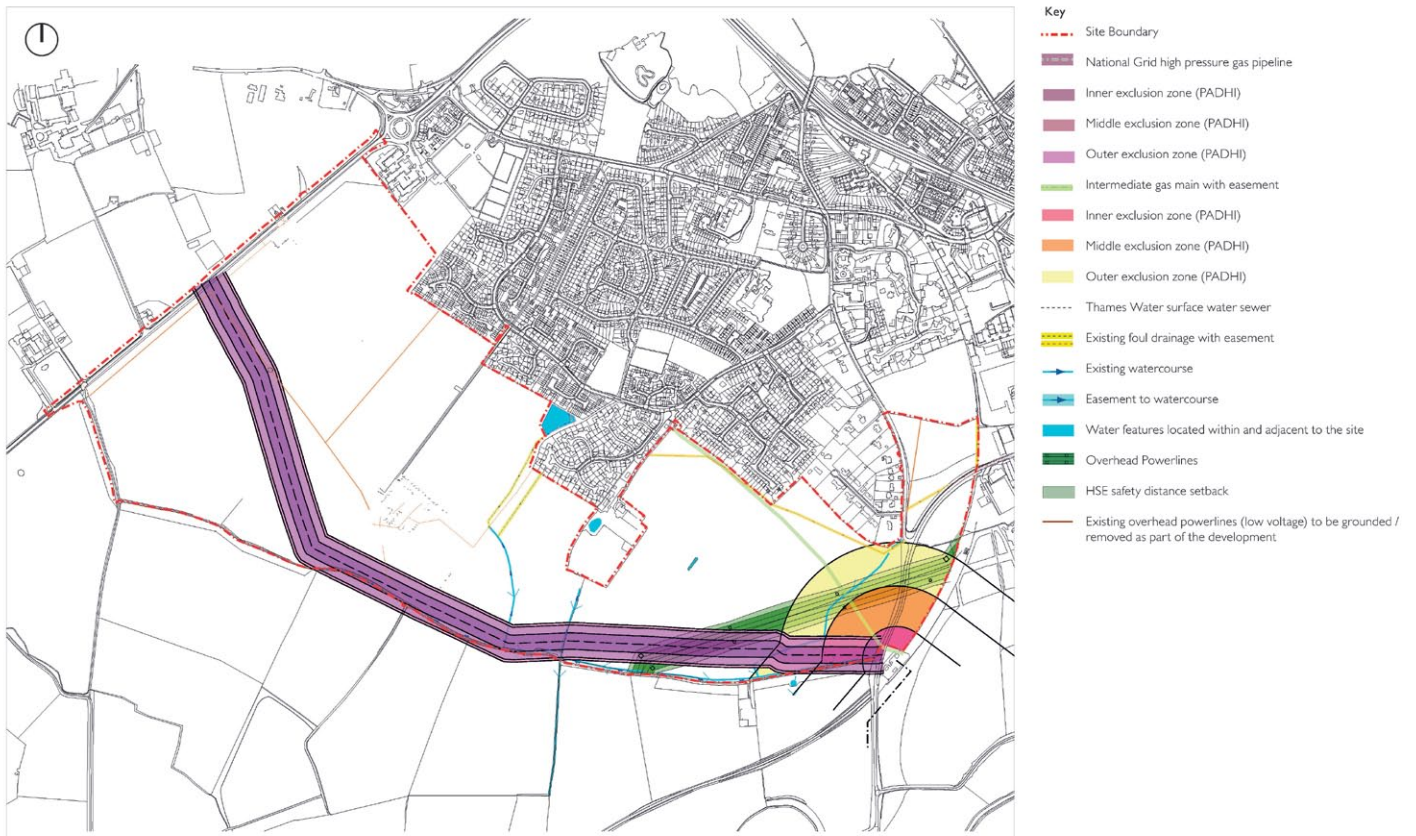 Key
Site Boundary
National Grid high pressure gas pipeline
Inner exclusion zone (PADHI)
Middle exclusion zone (PADHI)
Outer exclusion zone (PADHI)
Intermediate gas main with easement
Inner exclusion zone (PADHI)
Middle exclusion zone (PADHI)
Outer exclusion zone (PADHI)
Thames Water surface water sewer
Existing foul drainage with easement
Existing watercourse
Easement to watercourse
Water features located within and adjacent to the site
Overhead Powerlines
HSE safety distance setback
Existing overhead powerlines (low voltage) to be grounded /
removed as part of the development